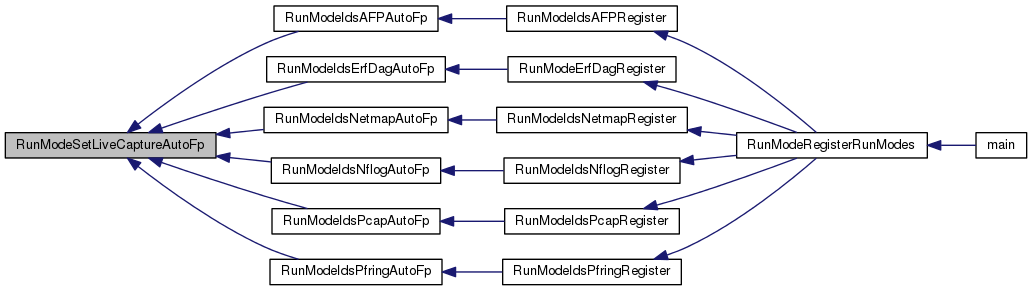 RunModeIdsAFPAutoFp
RunModeIdsAFPRegister
RunModeIdsErfDagAutoFp
RunModeErfDagRegister
RunModeIdsNetmapAutoFp
RunModeIdsNetmapRegister
RunModeSetLiveCaptureAutoFp
RunModeRegisterRunModes
main
RunModeIdsNflogAutoFp
RunModeIdsNflogRegister
RunModeIdsPcapAutoFp
RunModeIdsPcapRegister
RunModeIdsPfringAutoFp
RunModeIdsPfringRegister